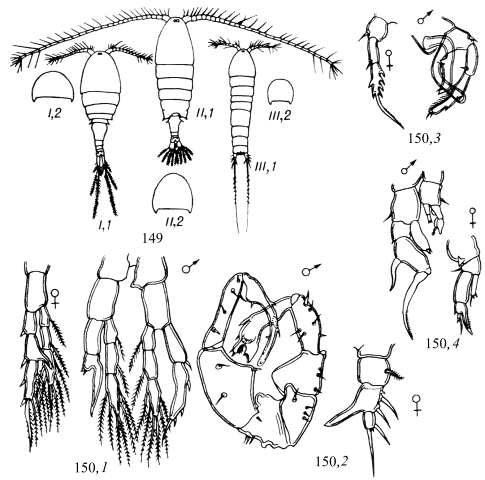 ♂
♀
150,3
I,2
II,1
III,2
III,1
I,1
II,2
149
♂
♀
150,4
♀
♂
♂
♀
150,1
150,2